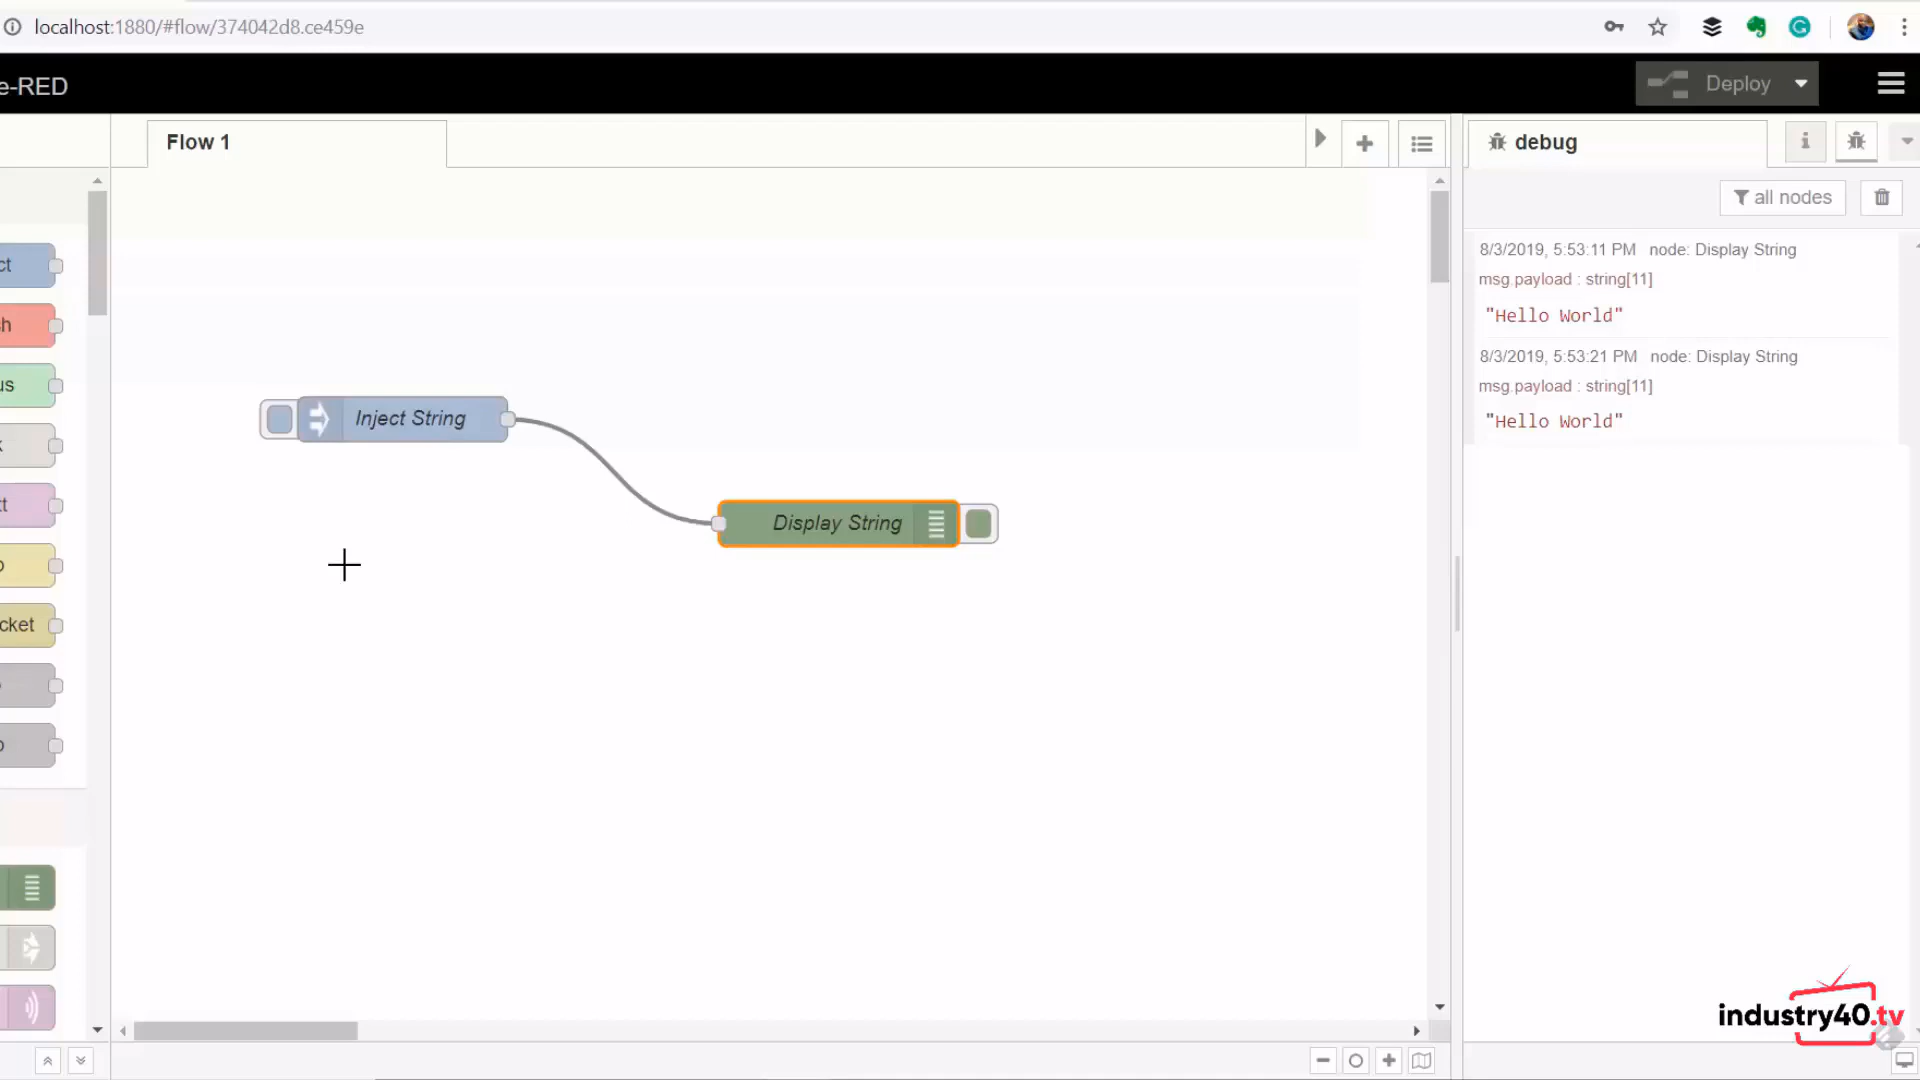 localhost:1880/#flow/374042d8.ce459e
e-RED
Deploy
Flow 1
debug
i
all nodes
ct
h
us
k
tt
o
cket
o
o
Inject String
Display String
8/3/2019, 5:53:11 PM node: Display String
msg.payload : string[11]
"Hello World"
8/3/2019, 5:53:21 PM node: Display String
msg.payload : string[11]
"Hello World"
industry40.tv